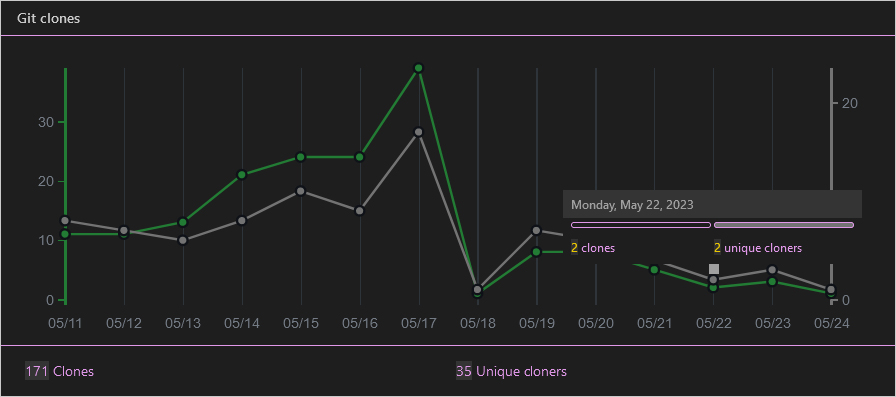 Git clones
30
20
10
0
20
0
Monday, May 22, 2023
2 clones
2 unique cloners
05/11 05/12 05/13 05/14 05/15 05/16 05/17 05/18 05/19 05/20 05/21 05/22 05/23 05/24
171 Clones
35 Unique cloners